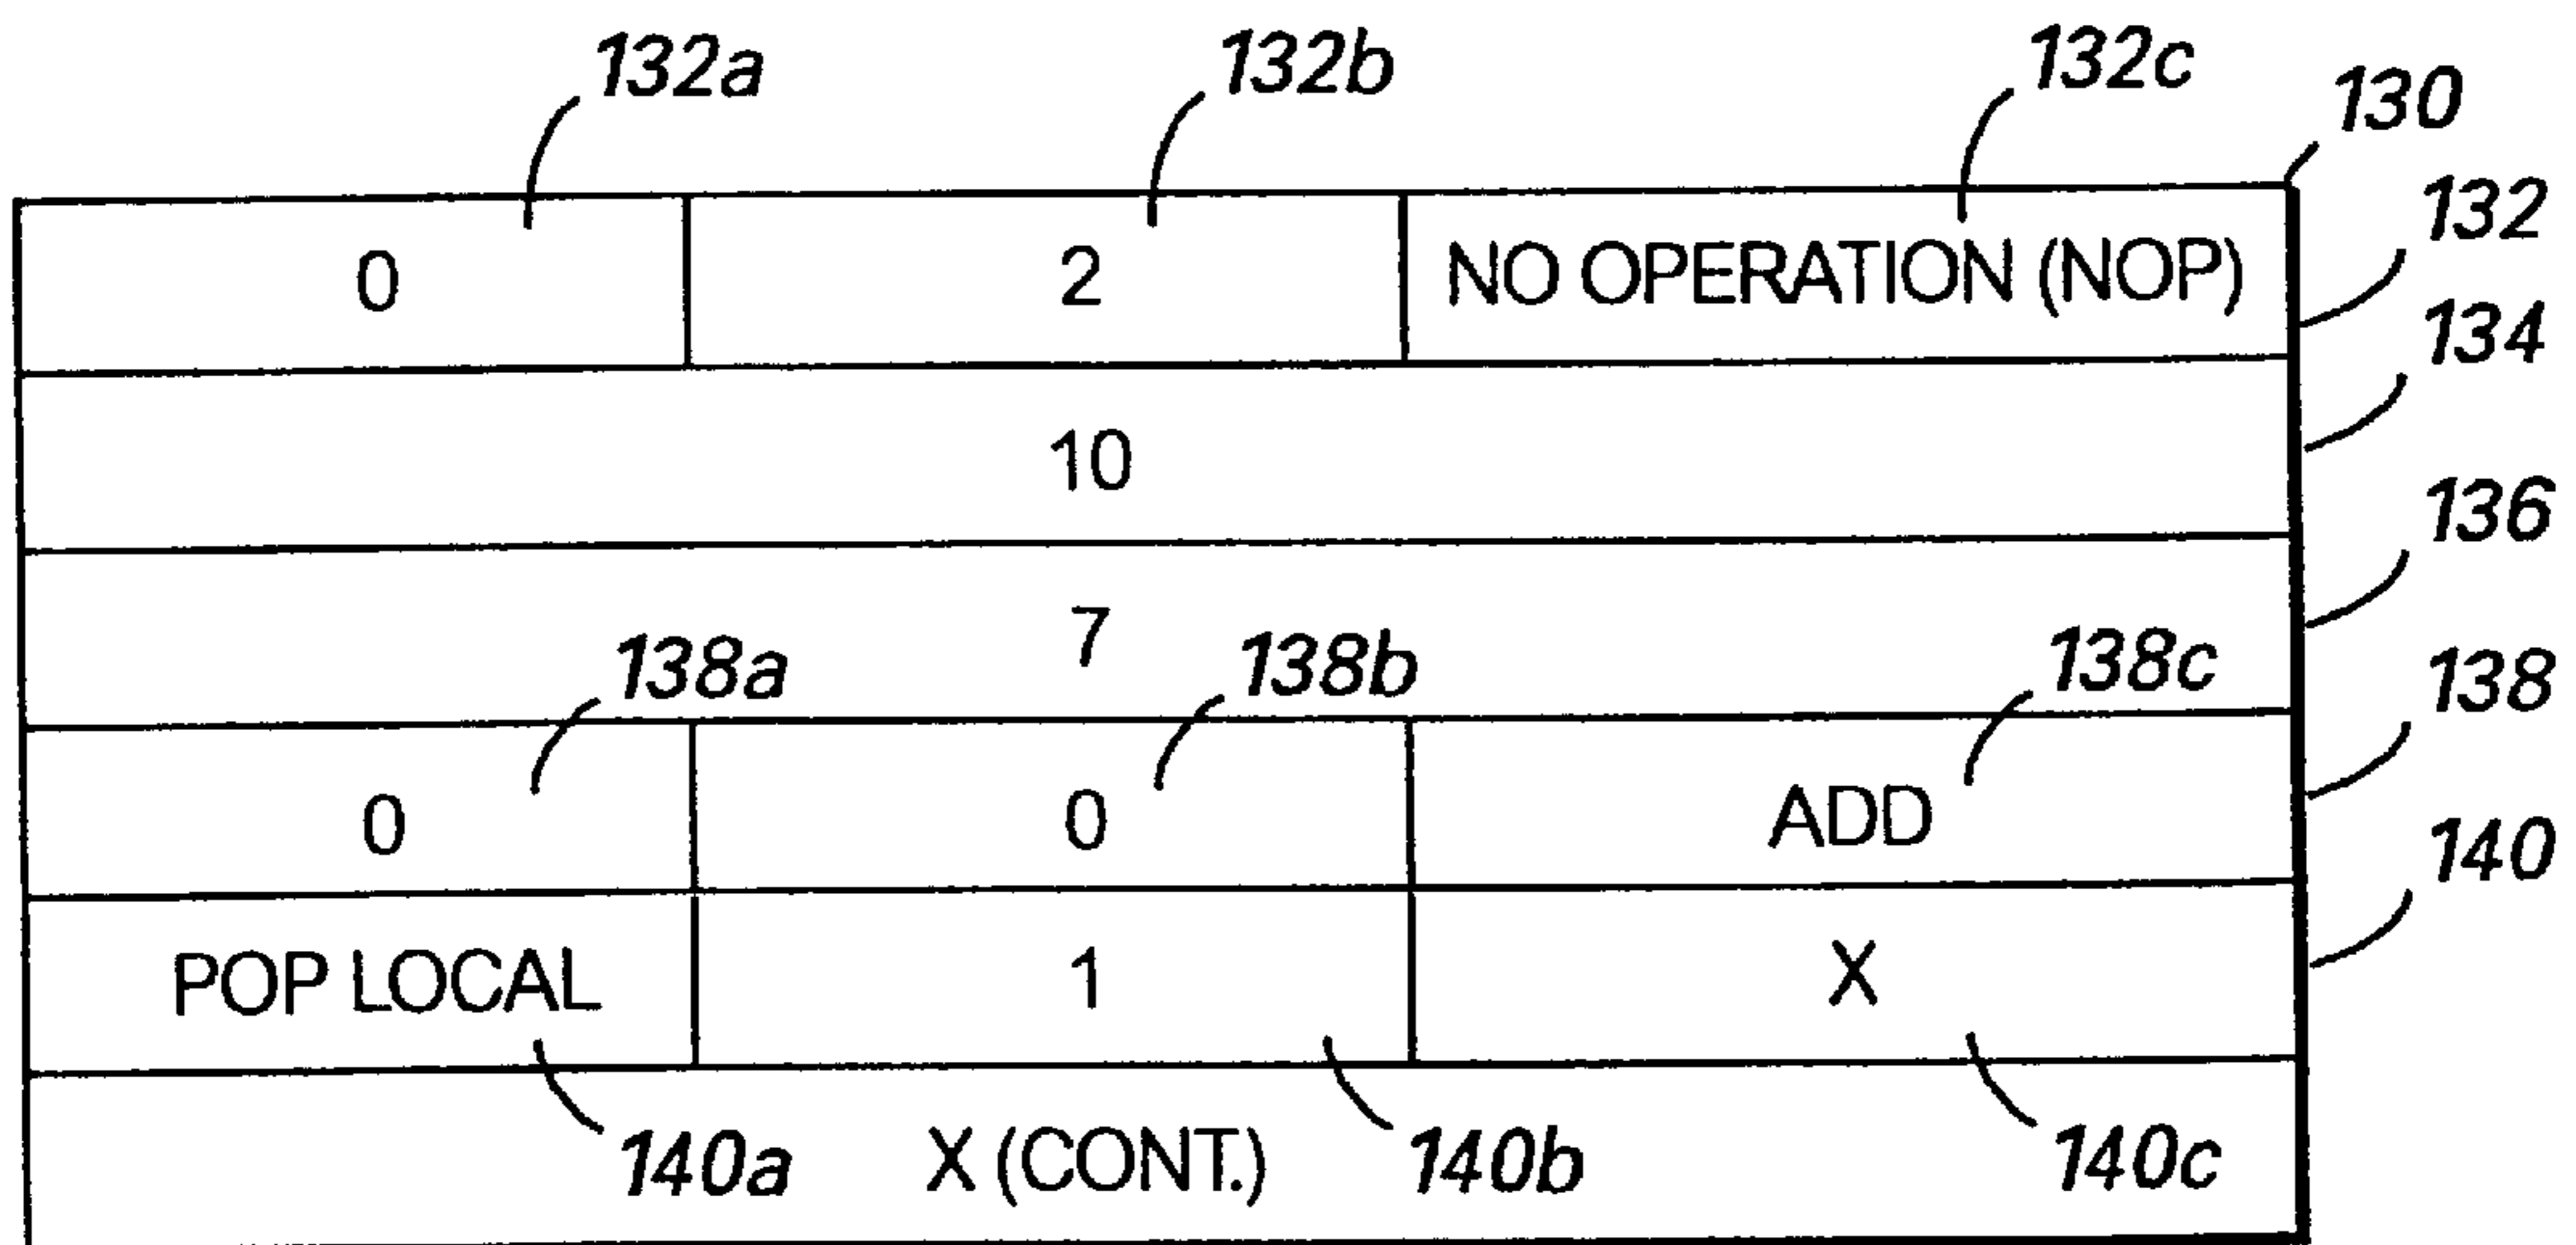 132a 132b 132c 130
0 2 NO OPERATION (NOP) 132
134
10
136
7
138a 138b 138c 138
0 0 ADD
140
POP LOCAL 1 X
140a X (CONT.) 140b 140c